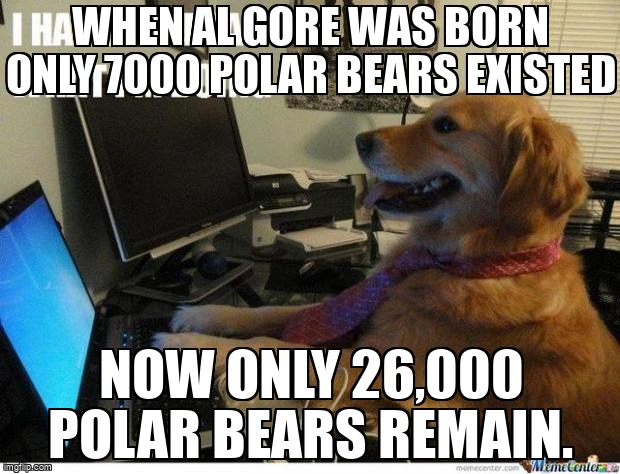 WHEN AL GORE WAS BORN
ONLY 7000 POLAR BEARS EXISTED
I HA
NOW ONLY 26,000
POLAR BEARS REMAIN.
imgflip.com
memecenter.com
MemeCenter